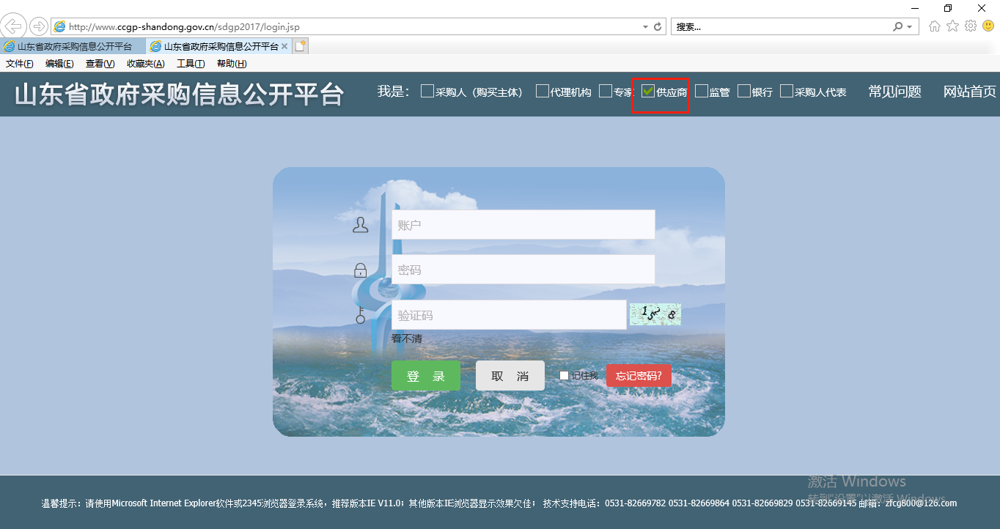 http://www.ccgp-shandong.gov.cn/sdgp2017/login.jsp
搜索...
山东省政府采购信息公开平台
山东省政府采购信息公开平台
文件(F) 编辑(E) 查看(V) 收藏夹(A) 工具(T) 帮助(H)
山东省政府采购信息公开平台
我是： 采购人（购买主体） 代理机构 专家 供应商 监管 银行 采购人代表 常见问题 网站首页
账户
密码
验证码
看不清
登 录 取 消 记住我 忘记密码?
激活 Windows
转到"设置"以激活 Windows。
温馨提示：请使用Microsoft Internet Explorer软件或2345浏览器登录系统，推荐版本IE V11.0；其他版本IE浏览器显示效果欠佳； 技术支持电话：0531-82669782 0531-82669864 0531-82669829 0531-82669145 邮箱：zfcg800@126.com